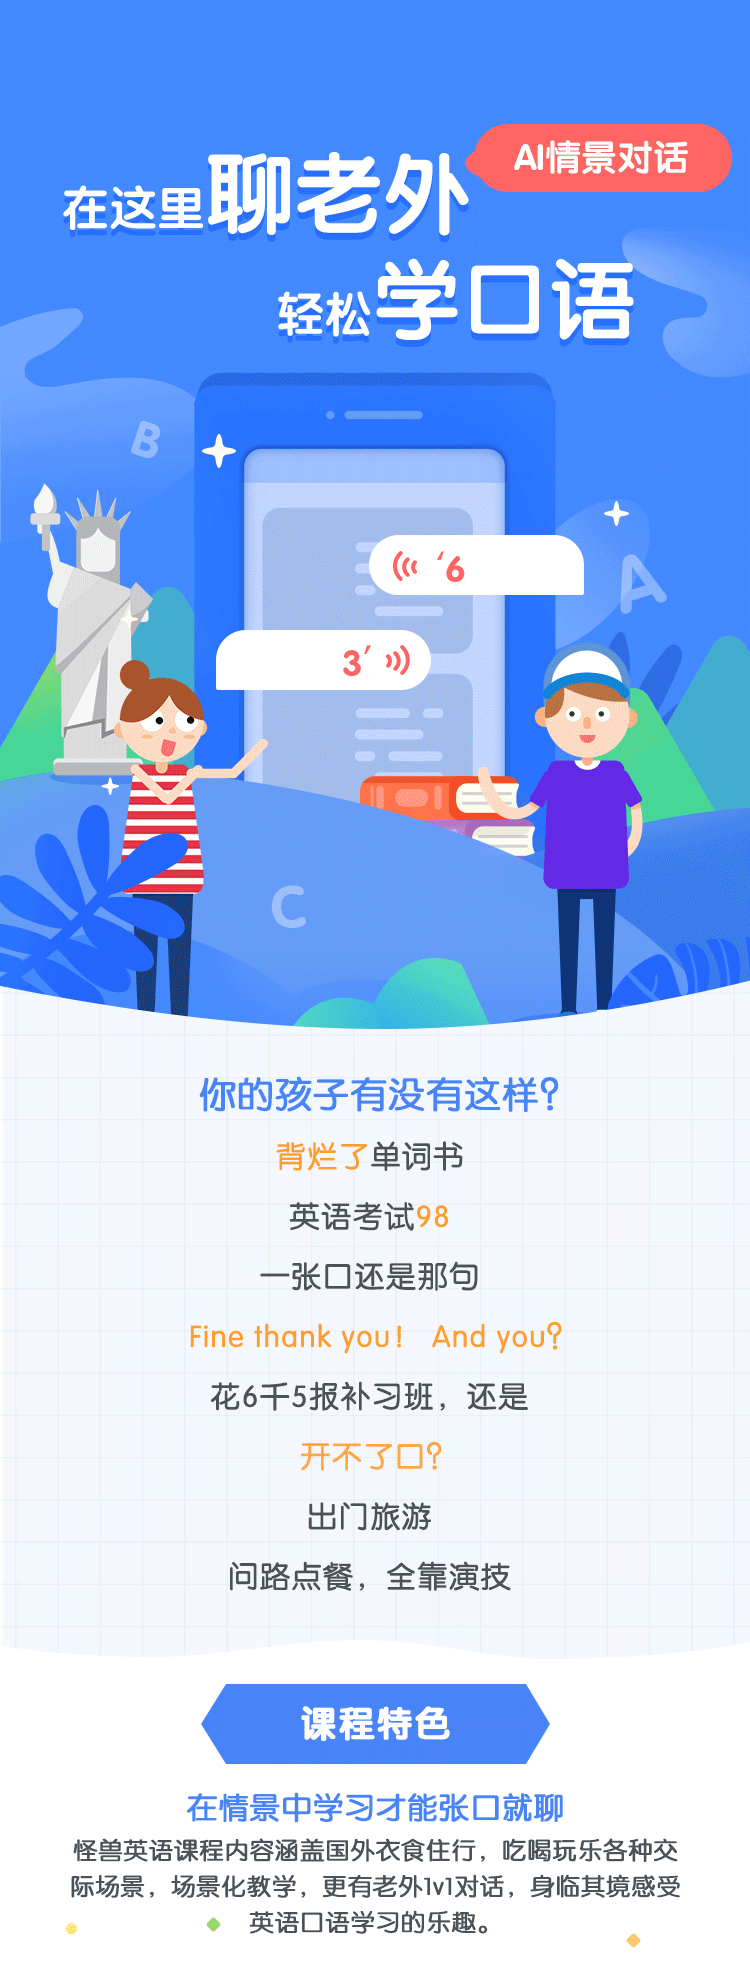 AI情景对话
在这里聊老外
轻松学口语
B
A
‘6
3′
C
你的孩子有没有这样?
背烂了单词书
英语考试98
一张口还是那句
Fine thank you! And you?
花6千5报补习班，还是
开不了口?
出门旅游
问路点餐，全靠演技
课程特色
在情景中学习才能张口就聊
怪兽英语课程内容涵盖国外衣食住行，吃喝玩乐各种交
际场景，场景化教学，更有老外1v1对话，身临其境感受
英语口语学习的乐趣。